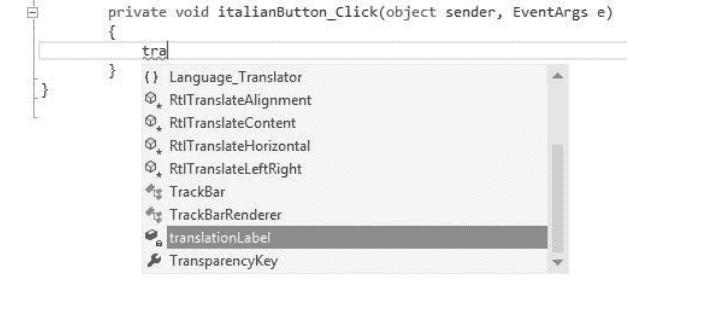 private void italianButton_Click(object sender, EventArgs e)
{
tra
}
}
{ } Language_Translator
RtlTranslateAlignment
RtlTranslateContent
RtlTranslateHorizontal
RtlTranslateLeftRight
TrackBar
TrackBarRenderer
translationLabel
TransparencyKey